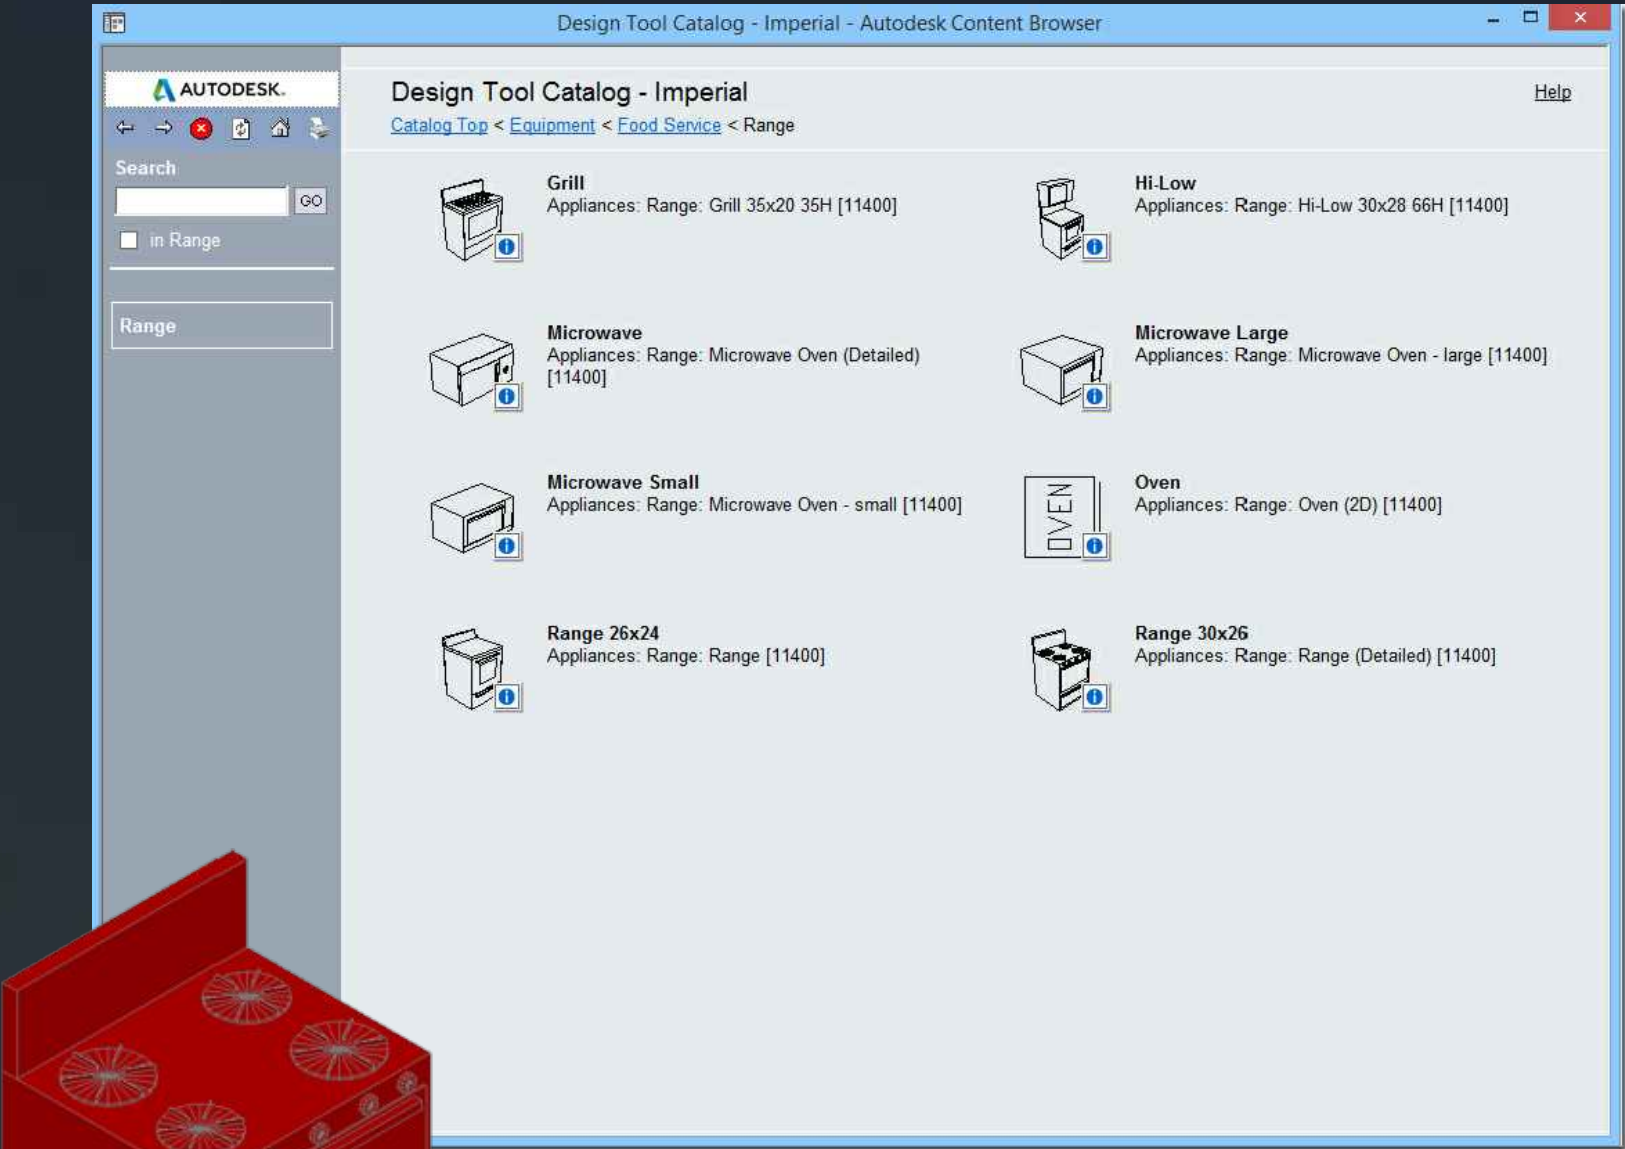 Design Tool Catalog - Imperial - Autodesk Content Browser
AUTODESK.
Search
GO
in Range
Range
Design Tool Catalog - Imperial
Help
Catalog Top < Equipment < Food Service < Range
Grill
Appliances: Range: Grill 35x20 35H [11400]
Hi-Low
Appliances: Range: Hi-Low 30x28 66H [11400]
Microwave
Appliances: Range: Microwave Oven (Detailed)
[11400]
Microwave Large
Appliances: Range: Microwave Oven - large [11400]
Microwave Small
Appliances: Range: Microwave Oven - small [11400]
OVEN
Oven
Appliances: Range: Oven (2D) [11400]
Range 26x24
Appliances: Range: Range [11400]
Range 30x26
Appliances: Range: Range (Detailed) [11400]